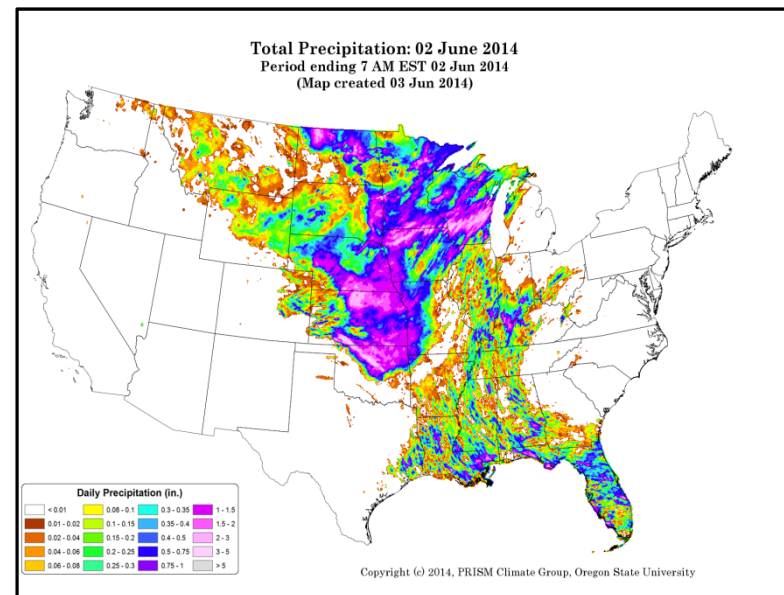 Total Precipitation: 02 June 2014
Period ending 7 AM EST 02 Jun 2014
(Map created 03 Jun 2014)
Daily Precipitation (in.)
< 0.01 0.08 - 0.1 0.3 - 0.35 1 - 1.5
0.01 - 0.02 0.1 - 0.15 0.35 - 0.4 1.5 - 2
0.02 - 0.04 0.15 - 0.2 0.4 - 0.5 2 - 3
0.04 - 0.06 0.2 - 0.25 0.5 - 0.75 3 - 5
0.06 - 0.08 0.25 - 0.3 0.75 - 1 > 5
Copyright (c) 2014, PRISM Climate Group, Oregon State University